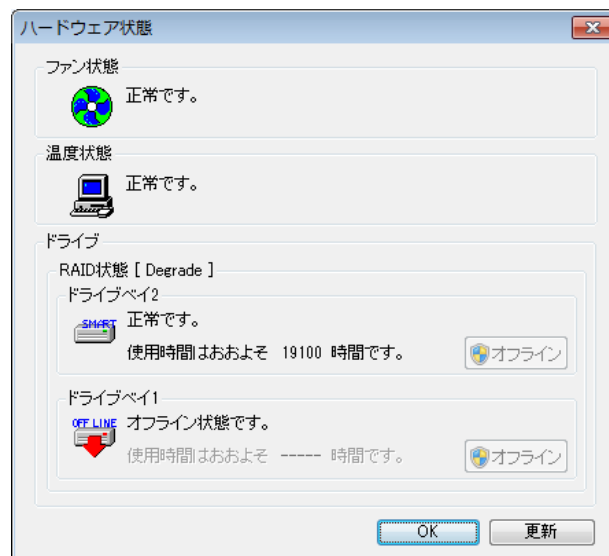 ハードウェア状態
ファン状態
正常です。
温度状態
正常です。
ドライブ
RAID状態 [ Degrade ]
ドライブベイ2
SMART 正常です。
使用時間はおおよそ 19100 時間です。 オフライン
ドライブベイ1
OFF LINE オフライン状態です。
使用時間はおおよそ ----- 時間です。 オフライン
OK 更新